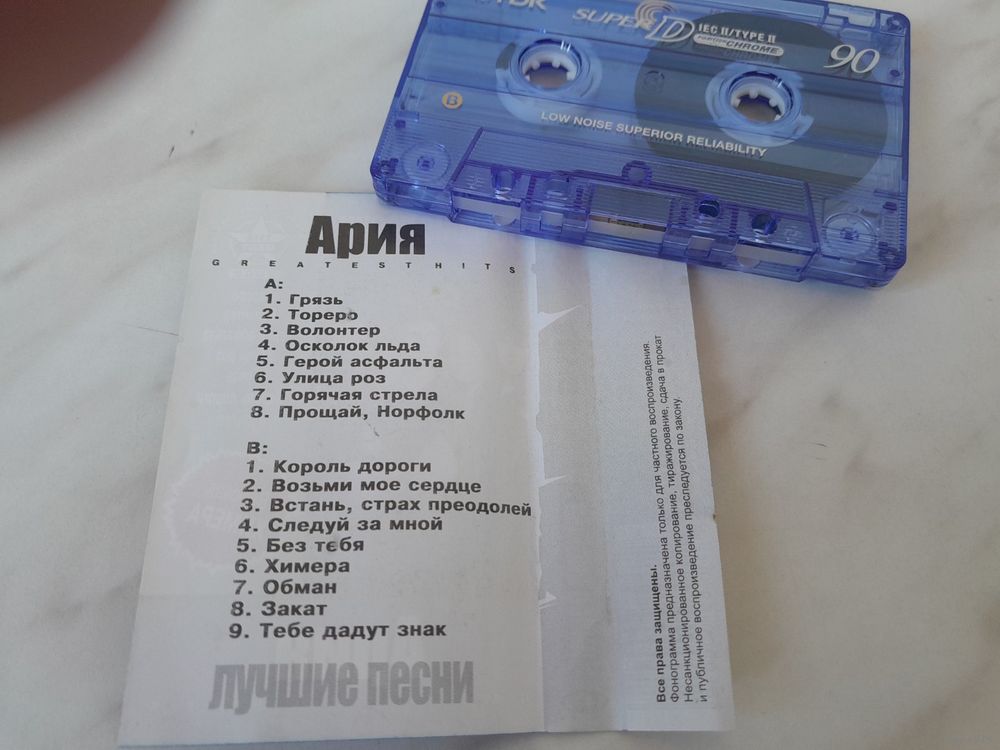 TDK
SUPER D
IEC II/TYPE II
CHROME
90
B
LOW NOISE SUPERIOR RELIABILITY
Ария
GREATEST HITS
A:
1. Грязь
2. Тореро
3. Волонтер
4. Осколок льда
5. Герой асфальта
6. Улица роз
7. Горячая стрела
8. Прощай, Норфолк
B:
1. Король дороги
2. Возьми мое сердце
3. Встань, страх преодолей
4. Следуй за мной
5. Без тебя
6. Химера
7. Обман
8. Закат
9. Тебе дадут знак
лучшие песни
Все права защищены.
Фонограмма предназначена только для частного воспроизведения.
Несанкционированное копирование, тиражирование, сдача в прокат
и публичное воспроизведение преследуется по закону.